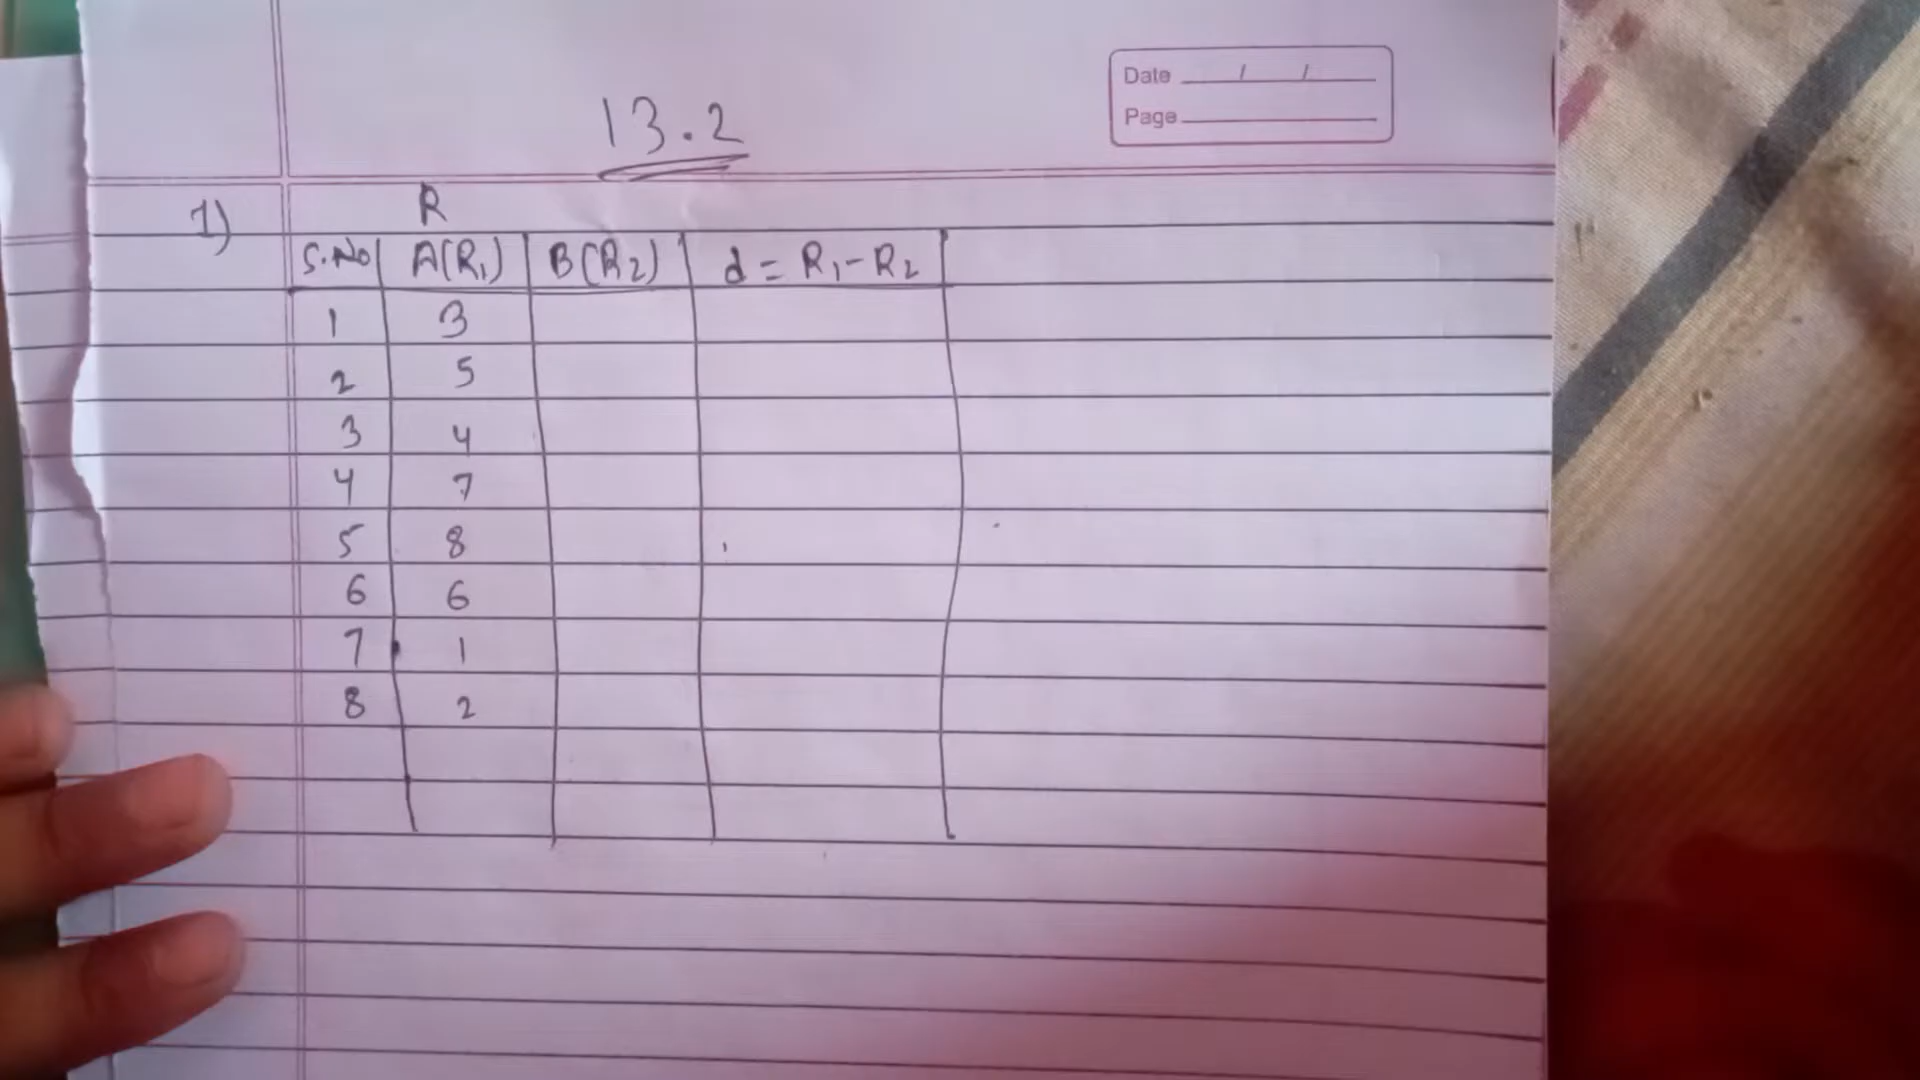 Date / /
Page
13.2
R
1)
S.No A(R₁) B(R₂) d = R₁-R₂
1 3
2 5
3 4
4 7
5 8
6 6
7 1
8 2